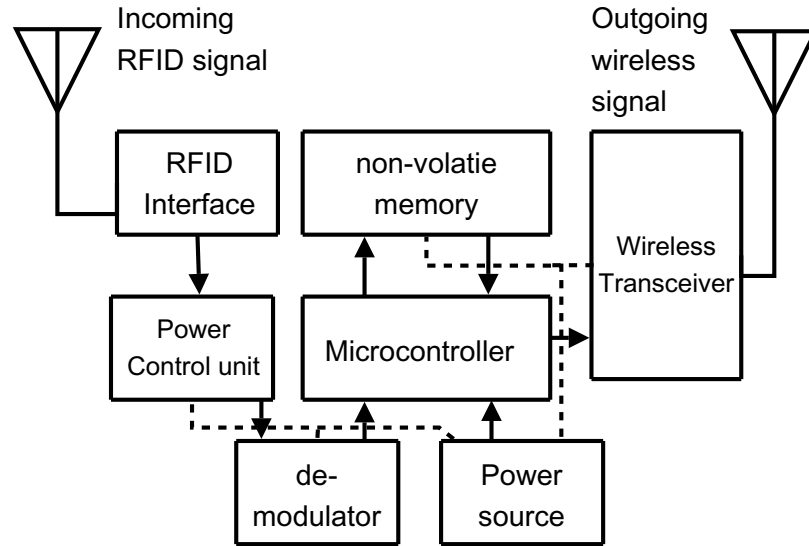 Incoming
RFID signal
Outgoing
wireless
signal
RFID
Interface
non-volatie
memory
Wireless
Transceiver
Power
Control unit
Microcontroller
de-
modulator
Power
source